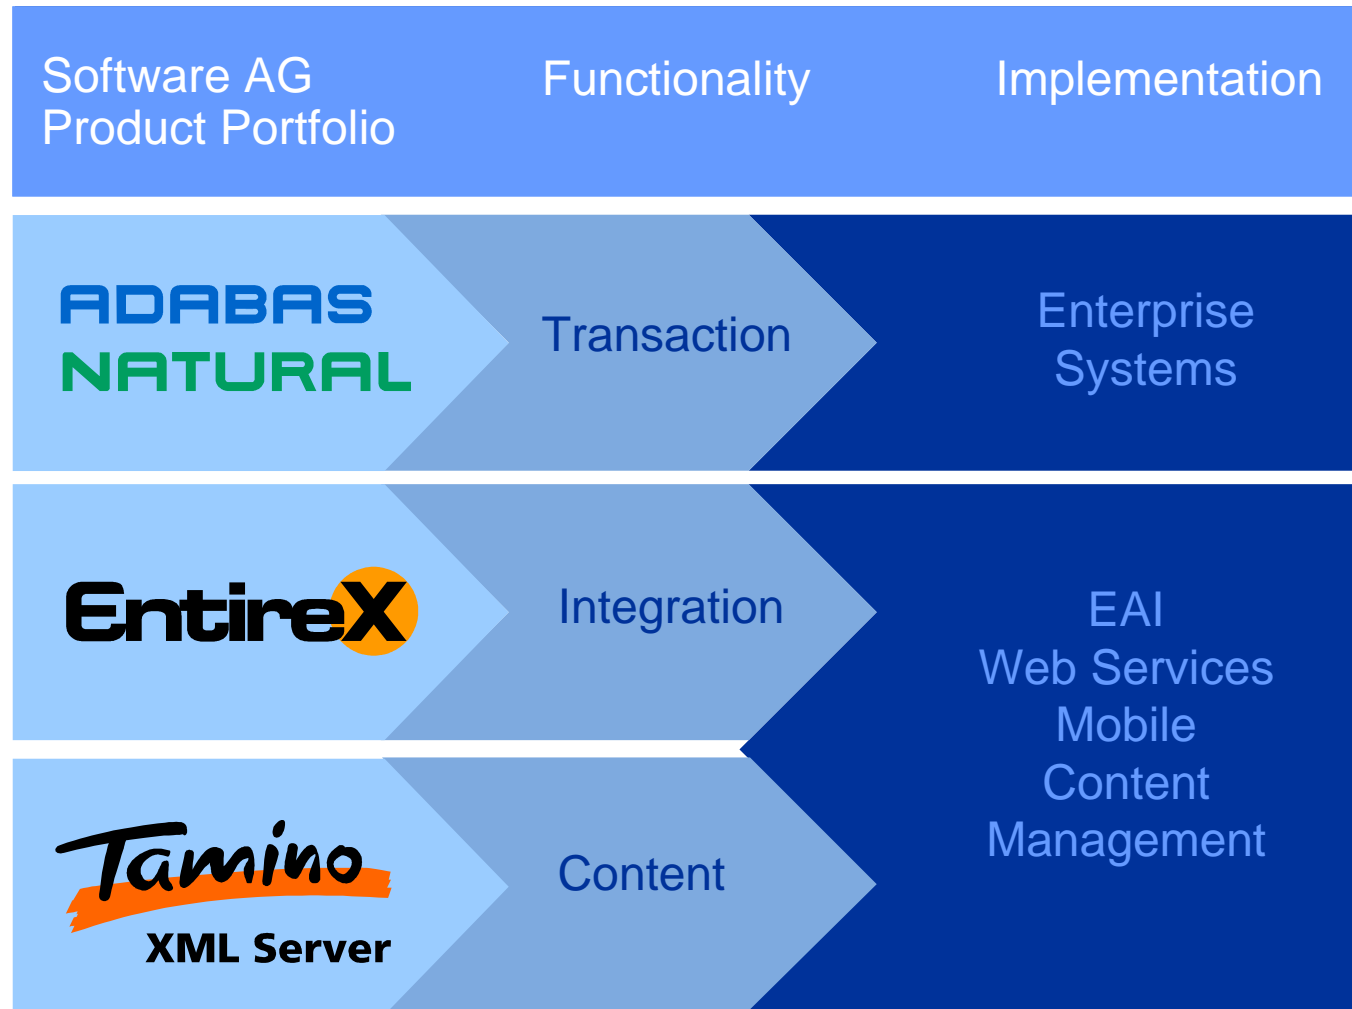 Software AG
Product Portfolio
Functionality
Implementation
ADABAS
NATURAL
Transaction
Enterprise
Systems
EntireX
Integration
EAI
Web Services
Mobile
Content
Management
Tamino
XML Server
Content